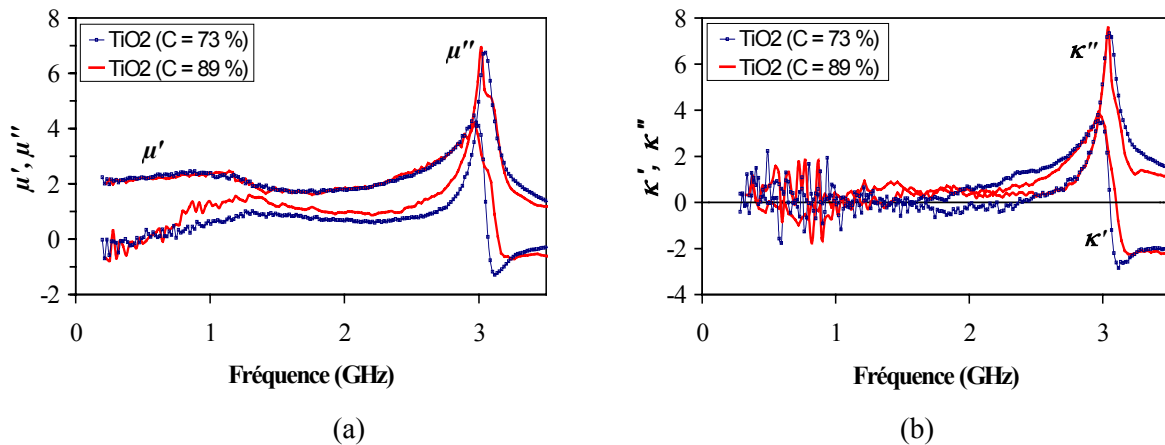 8
6
4
2
0
-2
μ', μ''
TiO2 (C = 73 %)
TiO2 (C = 89 %)
μ''
μ'
0
1
2
3
Fréquence (GHz)
(a)
8
6
4
2
0
-2
-4
κ', κ''
TiO2 (C = 73 %)
TiO2 (C = 89 %)
κ''
κ'
0
1
2
3
Fréquence (GHz)
(b)